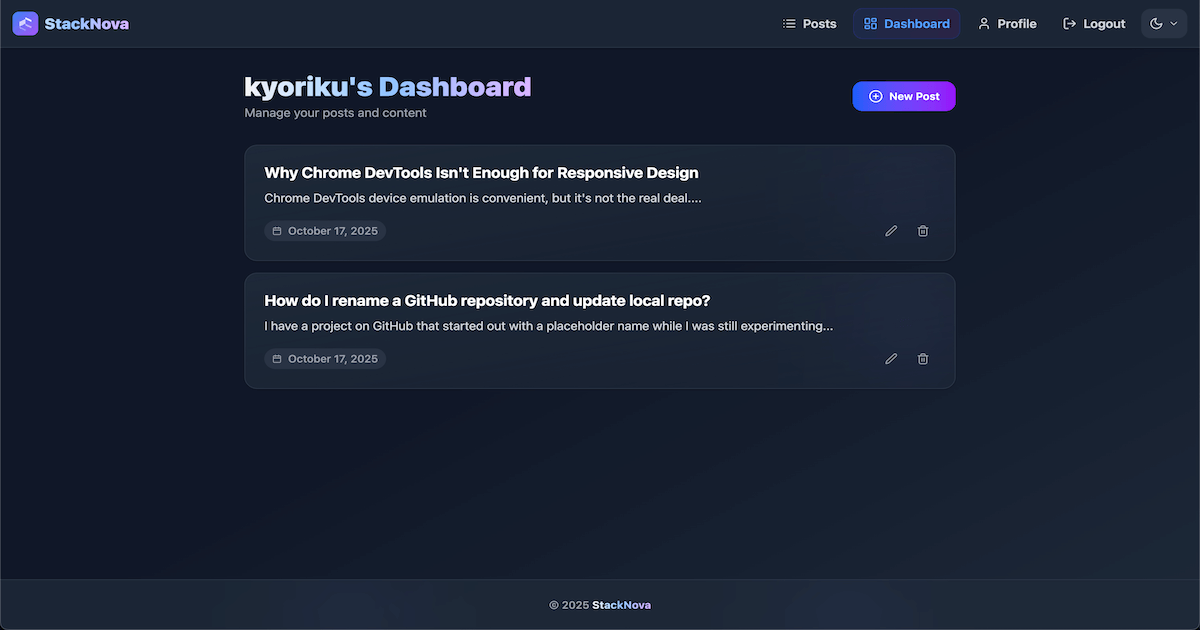 StackNova
Posts
Dashboard
Profile
Logout
kyoriku's Dashboard
Manage your posts and content
New Post
Why Chrome DevTools Isn't Enough for Responsive Design
Chrome DevTools device emulation is convenient, but it's not the real deal....
October 17, 2025
How do I rename a GitHub repository and update local repo?
I have a project on GitHub that started out with a placeholder name while I was still experimenting...
October 17, 2025
© 2025 StackNova